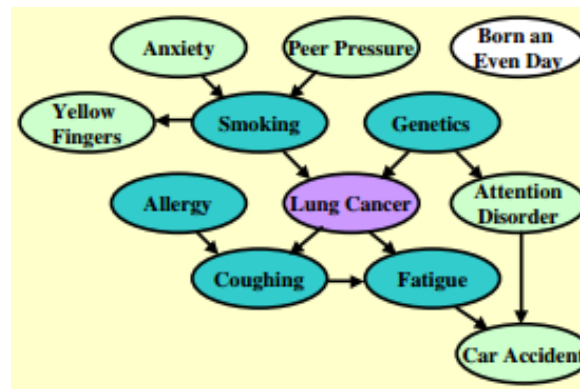 Anxiety
Peer Pressure
Born an
Even Day
Yellow
Fingers
Smoking
Genetics
Allergy
Lung Cancer
Attention
Disorder
Coughing
Fatigue
Car Accident